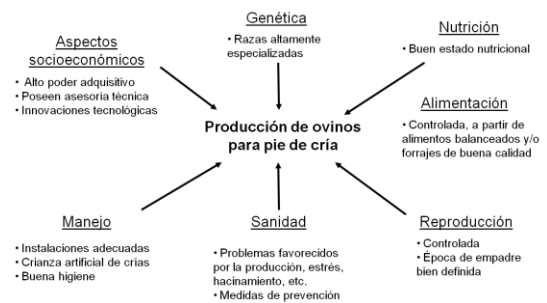 Genética
• Razas altamente
especializadas
Nutrición
• Buen estado nutricional
Aspectos
socioeconómicos
• Alto poder adquisitivo
• Poseen asesoría técnica
• Innovaciones tecnológicas
Alimentación
• Controlada, a partir de
alimentos balanceados y/o
forrajes de buena calidad
Producción de ovinos
para pie de cría
Manejo
• Instalaciones adecuadas
• Crianza artificial de crías
• Buena higiene
Sanidad
• Problemas favorecidos
por la producción, estrés,
hacinamiento, etc.
• Medidas de prevención
Reproducción
• Controlada
• Época de empadre
bien definida